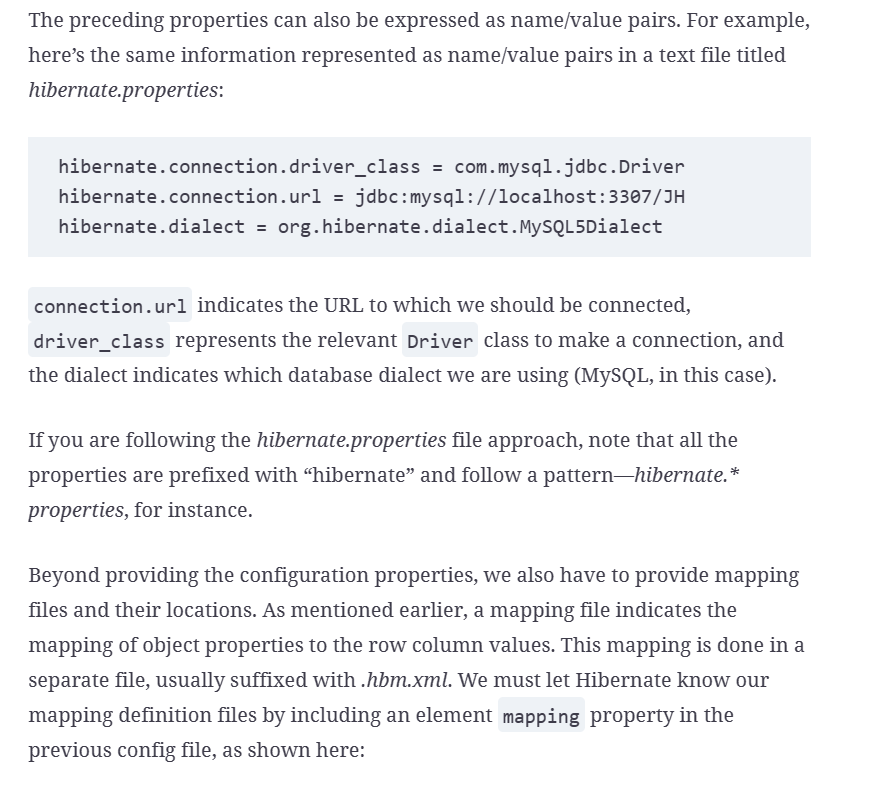 The preceding properties can also be expressed as name/value pairs. For example,
here’s the same information represented as name/value pairs in a text file titled
hibernate.properties:
hibernate.connection.driver_class = com.mysql.jdbc.Driver
hibernate.connection.url = jdbc:mysql://localhost:3307/JH
hibernate.dialect = org.hibernate.dialect.MySQL5Dialect
connection.url indicates the URL to which we should be connected,
driver_class represents the relevant Driver class to make a connection, and
the dialect indicates which database dialect we are using (MySQL, in this case).
If you are following the hibernate.properties file approach, note that all the
properties are prefixed with “hibernate” and follow a pattern—hibernate.*
properties, for instance.
Beyond providing the configuration properties, we also have to provide mapping
files and their locations. As mentioned earlier, a mapping file indicates the
mapping of object properties to the row column values. This mapping is done in a
separate file, usually suffixed with .hbm.xml. We must let Hibernate know our
mapping definition files by including an element mapping property in the
previous config file, as shown here: